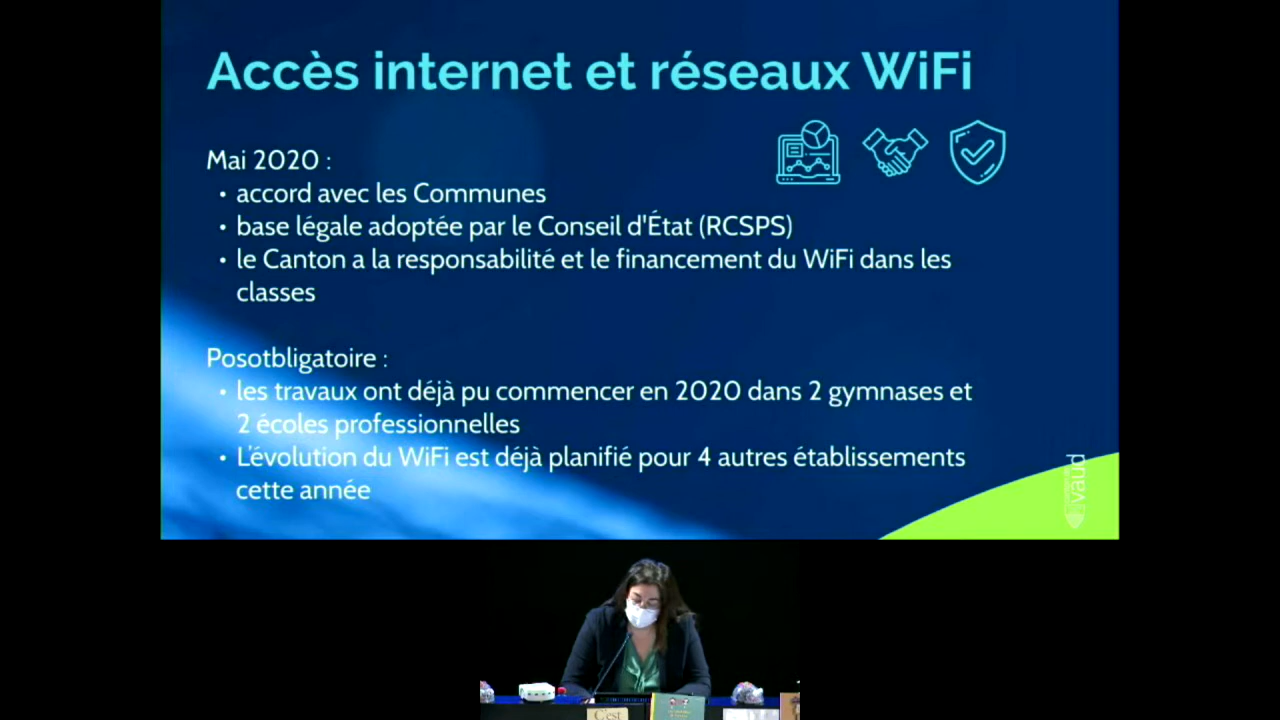 Accès internet et réseaux WiFi
Mai 2020 :
• accord avec les Communes
• base légale adoptée par le Conseil d'État (RCSPS)
• le Canton a la responsabilité et le financement du WiFi dans les
classes
Posotbligatoire :
• les travaux ont déjà pu commencer en 2020 dans 2 gymnases et
2 écoles professionnelles
• L'évolution du WiFi est déjà planifié pour 4 autres établissements
cette année
vaud
C'est